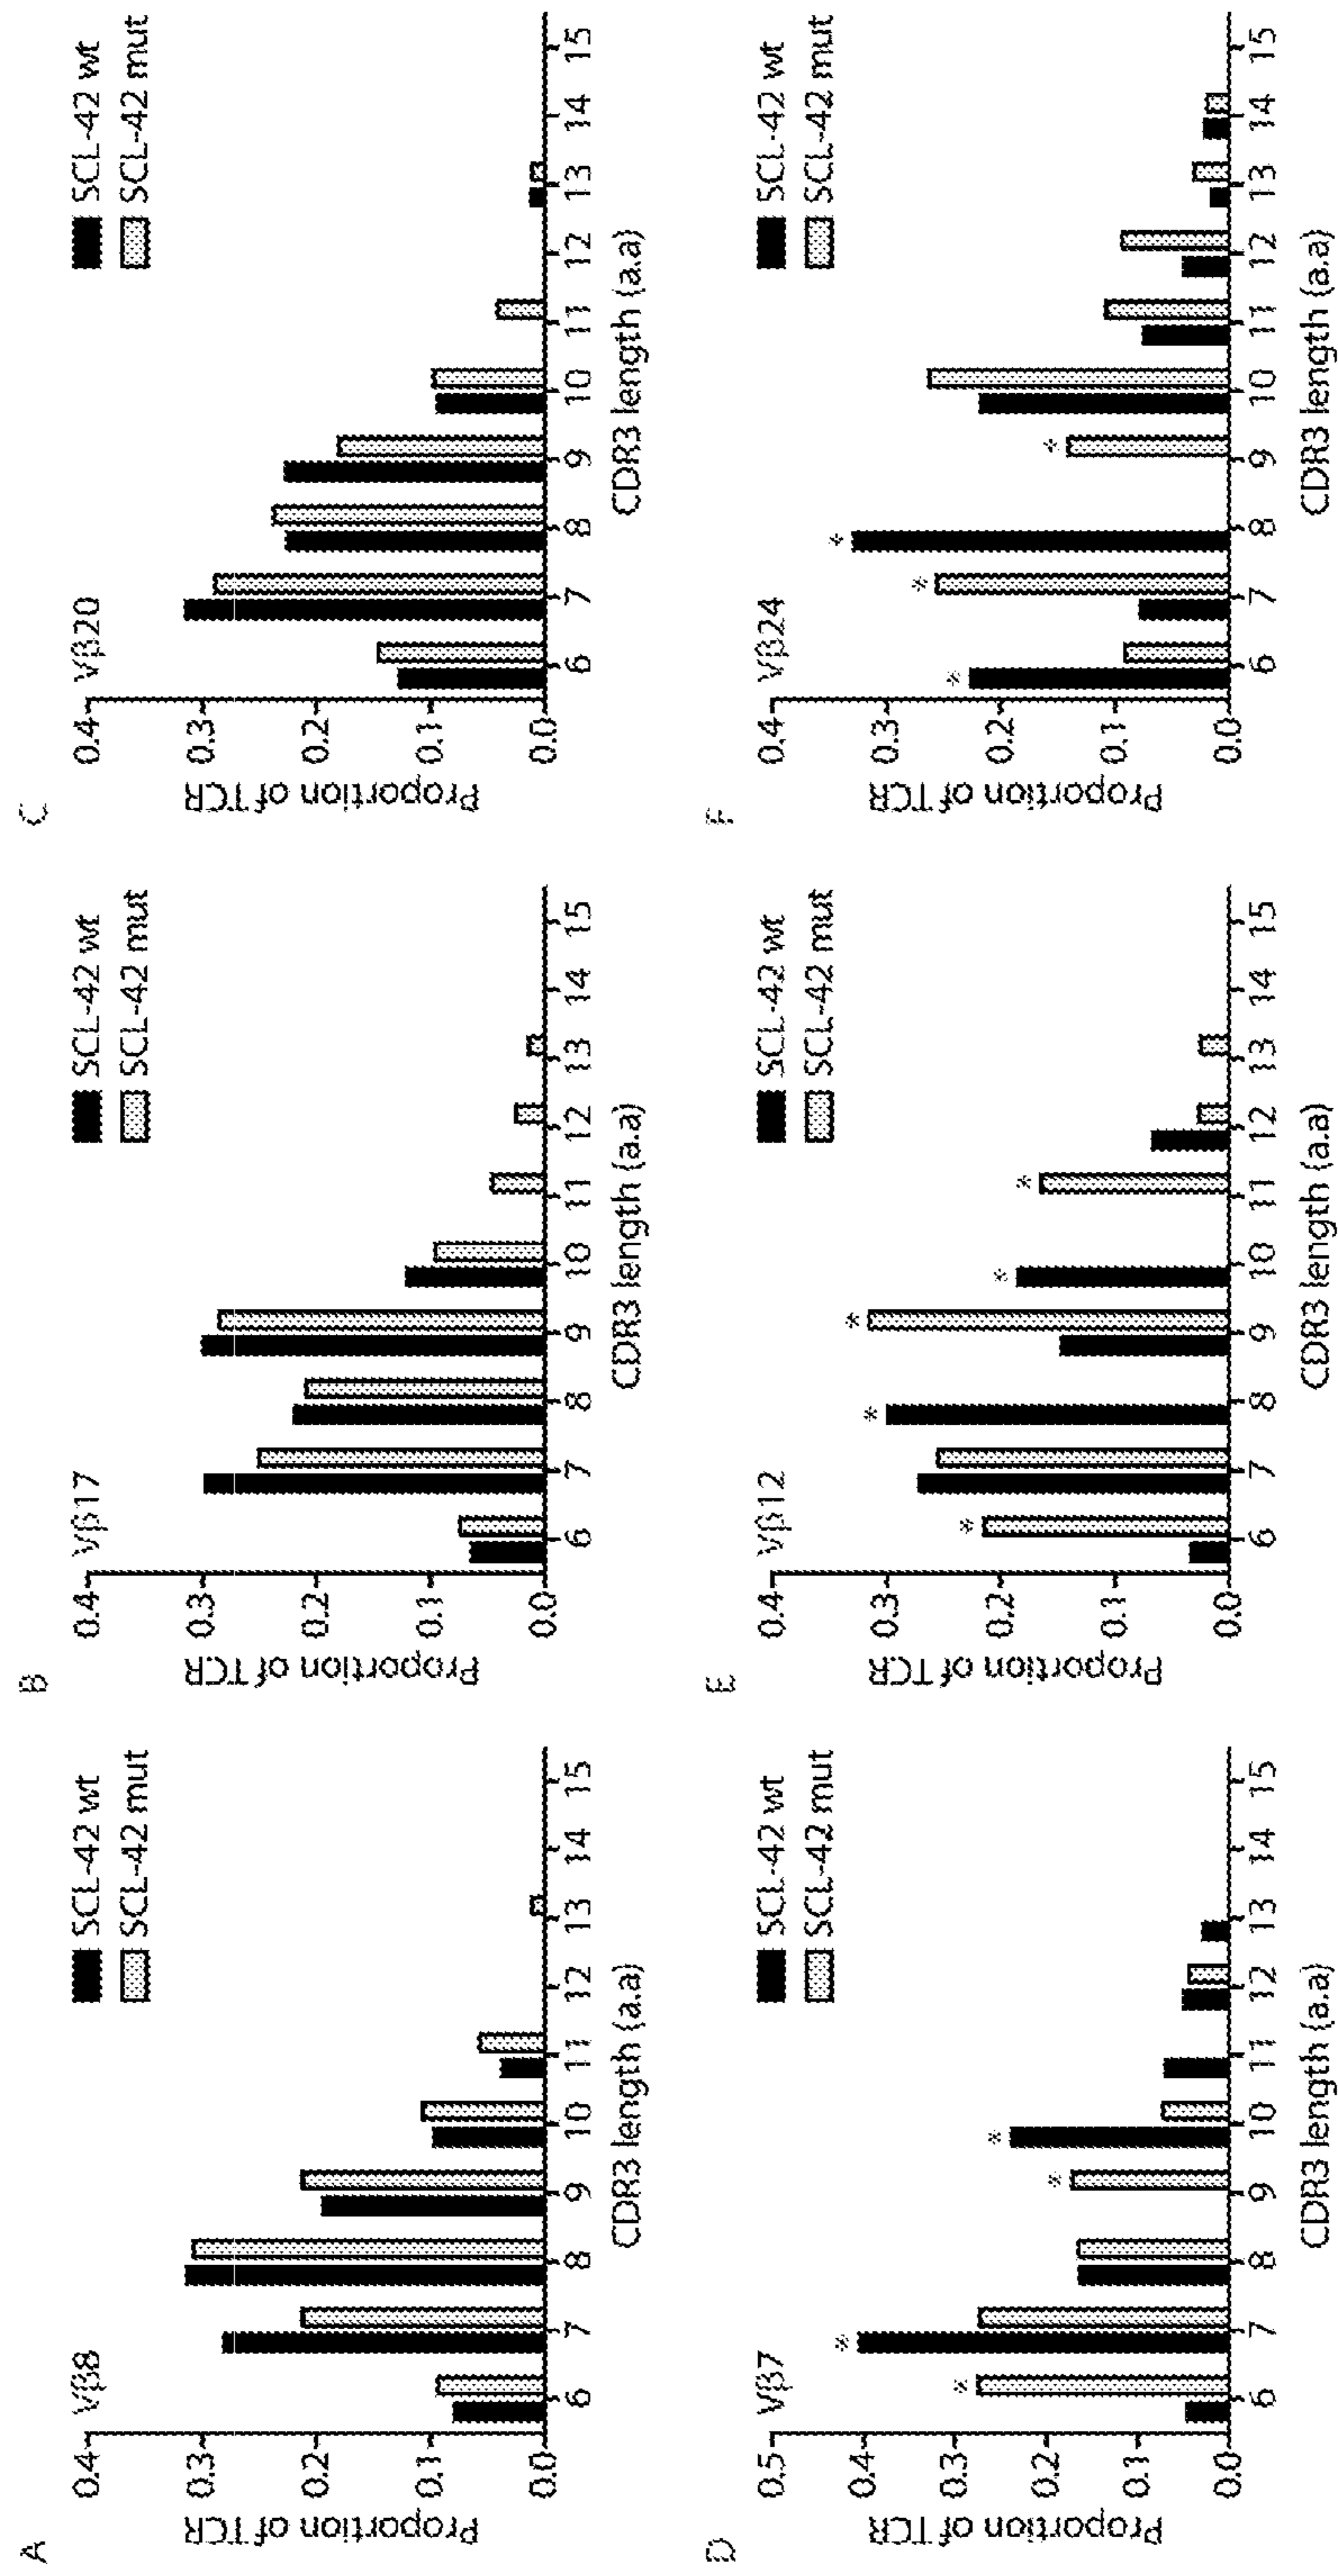 A
Vβ8
SCL-42 wt
SCL-42 mut
Proportion of TCR
0.4
0.3
0.2
0.1
0.0
6 7 8 9 10 11 12 13 14 15
CDR3 length (a.a)
B
Vβ17
SCL-42 wt
SCL-42 mut
Proportion of TCR
0.4
0.3
0.2
0.1
0.0
6 7 8 9 10 11 12 13 14 15
CDR3 length (a.a)
C
Vβ20
SCL-42 wt
SCL-42 mut
Proportion of TCR
0.4
0.3
0.2
0.1
0.0
6 7 8 9 10 11 12 13 14 15
CDR3 length (a.a)
D
Vβ7
SCL-42 wt
SCL-42 mut
Proportion of TCR
0.5
0.4
0.3
0.2
0.1
0.0
* * * *
6 7 8 9 10 11 12 13 14 15
CDR3 length (a.a)
E
Vβ12
SCL-42 wt
SCL-42 mut
Proportion of TCR
0.4
0.3
0.2
0.1
0.0
* * * * *
6 7 8 9 10 11 12 13 14 15
CDR3 length (a.a)
F
Vβ24
SCL-42 wt
SCL-42 mut
Proportion of TCR
0.4
0.3
0.2
0.1
0.0
* * * *
6 7 8 9 10 11 12 13 14 15
CDR3 length (a.a)